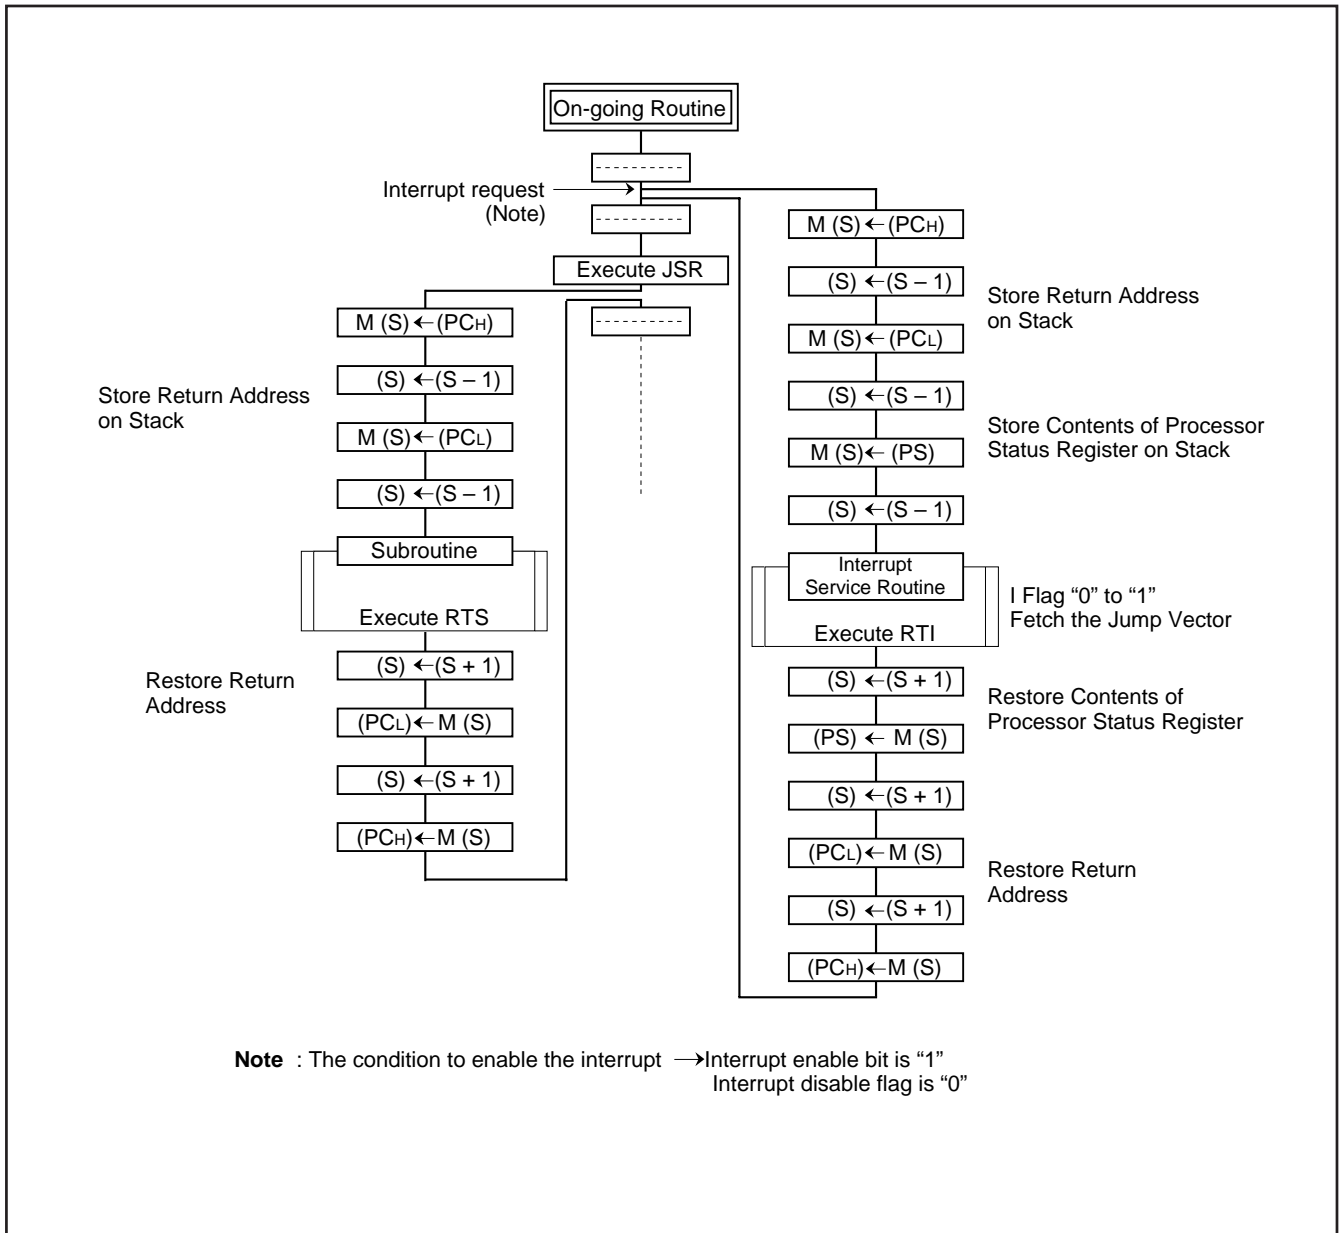 On-going Routine
Interrupt request
(Note)
Execute JSR
M (S) ← (PCH)
(S) ← (S – 1)
M (S) ← (PCL)
(S) ← (S – 1)
Store Return Address
on Stack
Subroutine
Execute RTS
(S) ← (S + 1)
(PCL) ← M (S)
(S) ← (S + 1)
(PCH) ← M (S)
Restore Return
Address
M (S) ← (PCH)
(S) ← (S – 1)
M (S) ← (PCL)
(S) ← (S – 1)
M (S) ← (PS)
(S) ← (S – 1)
Store Return Address
on Stack
Store Contents of Processor
Status Register on Stack
Interrupt
Service Routine
Execute RTI
I Flag “0” to “1”
Fetch the Jump Vector
(S) ← (S + 1)
(PS) ← M (S)
(S) ← (S + 1)
(PCL) ← M (S)
(S) ← (S + 1)
(PCH) ← M (S)
Restore Contents of
Processor Status Register
Restore Return
Address
Note : The condition to enable the interrupt → Interrupt enable bit is “1”
Interrupt disable flag is “0”